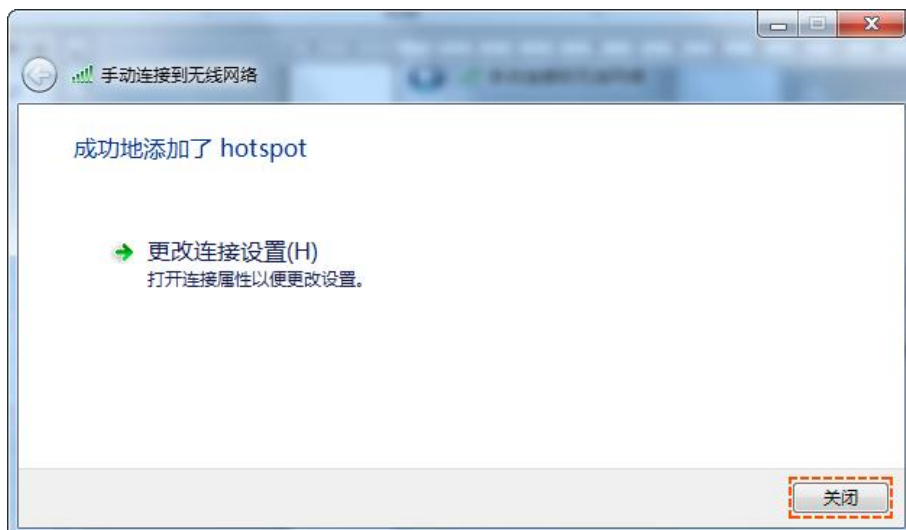 手动连接到无线网络
成功地添加了 hotspot
更改连接设置(H)
打开连接属性以便更改设置。
关闭